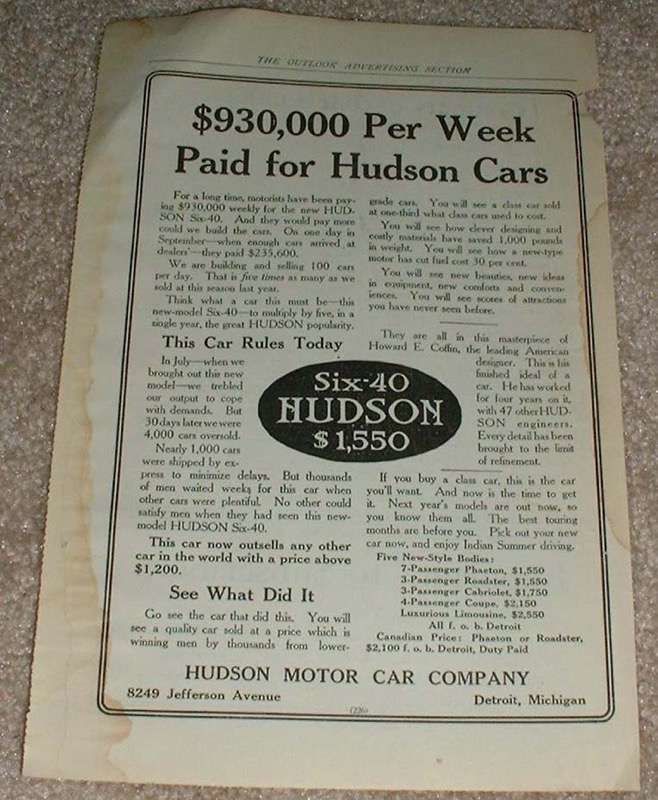 THE OUTLOOK ADVERTISING SECTION
$930,000 Per Week
Paid for Hudson Cars
For a long time, motorists have been pay-
ing $930,000 weekly for the new HUD-
SON Six-40. And they would pay more
could we build the cars. On one day in
September—when enough cars arrived at
dealers'—they paid $235,600.
We are building and selling 100 cars
per day. That is five times as many as we
sold at this season last year.
Think what a car this must be—this
new-model Six-40—to multiply by five, in a
single year, the great HUDSON popularity.
This Car Rules Today
In July—when we
brought out this new
model—we trebled
our output to cope
with demands. But
30 days later we were
4,000 cars oversold.
Nearly 1,000 cars
were shipped by ex-
press to minimize delays. But thousands
of men waited weeks for this car when
other cars were plentiful. No other could
satisfy men when they had seen this new-
model HUDSON Six-40.
This car now outsells any other
car in the world with a price above
$1,200.
See What Did It
Go see the car that did this. You will
see a quality car sold at a price which is
winning men by thousands from lower-
grade cars. You will see a class car sold
at one-third what class cars used to cost.
You will see how clever designing and
costly materials have saved 1,000 pounds
in weight. You will see how a new-type
motor has cut fuel cost 30 per cent.
You will see new beauties, new ideas
in equipment, new comforts and conven-
iences. You will see scores of attractions
you have never seen before.
They are all in this masterpiece of
Howard E. Coffin, the leading American
designer. This is his
finished ideal of a
car. He has worked
for four years on it,
with 47 other HUD-
SON engineers.
Every detail has been
brought to the limit
of refinement.
Six-40
HUDSON
$1,550
If you buy a class car, this is the car
you'll want. And now is the time to get
it. Next year's models are out now, so
you know them all. The best touring
months are before you. Pick out your new
car now, and enjoy Indian Summer driving.
Five New-Style Bodies:
7-Passenger Phaeton, $1,550
3-Passenger Roadster, $1,550
3-Passenger Cabriolet, $1,750
4-Passenger Coupe, $2,150
Luxurious Limousine, $2,550
All f. o. b. Detroit
Canadian Price: Phaeton or Roadster,
$2,100 f. o. b. Detroit, Duty Paid
HUDSON MOTOR CAR COMPANY
8249 Jefferson Avenue
Detroit, Michigan
(226)